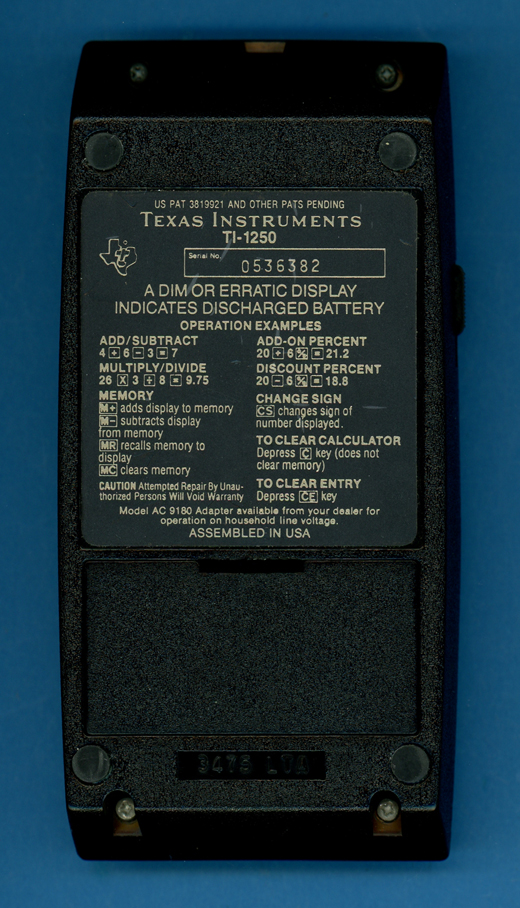 US PAT 3819921 AND OTHER PATS PENDING
TEXAS INSTRUMENTS
TI-1250
Serial No. 0536382
A DIM OR ERRATIC DISPLAY
INDICATES DISCHARGED BATTERY
OPERATION EXAMPLES
ADD/SUBTRACT
4 + 6 − 3 = 7
MULTIPLY/DIVIDE
26 X 3 ÷ 8 = 9.75
MEMORY
M+ adds display to memory
M− subtracts display
from memory
MR recalls memory to
display
MC clears memory
CAUTION Attempted Repair By Unau-
thorized Persons Will Void Warranty
ADD-ON PERCENT
20 + 6 % = 21.2
DISCOUNT PERCENT
20 − 6 % = 18.8
CHANGE SIGN
CS changes sign of
number displayed.
TO CLEAR CALCULATOR
Depress C key (does not
clear memory)
TO CLEAR ENTRY
Depress CE key
Model AC 9180 Adapter available from your dealer for
operation on household line voltage.
ASSEMBLED IN USA